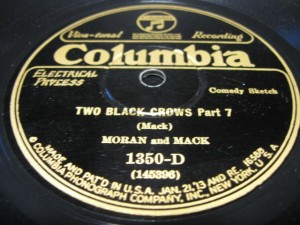 Viva-tonal Recording
Columbia
ELECTRICAL
PROCESS
Comedy Sketch
TWO BLACK CROWS Part 7
(Mack)
MORAN and MACK
1350-D
(145396)
MADE AND PAT'D IN U.S.A. JAN. 21,'13 AND RE 16588
COLUMBIA PHONOGRAPH COMPANY, INC., NEW YORK, U.S.A.